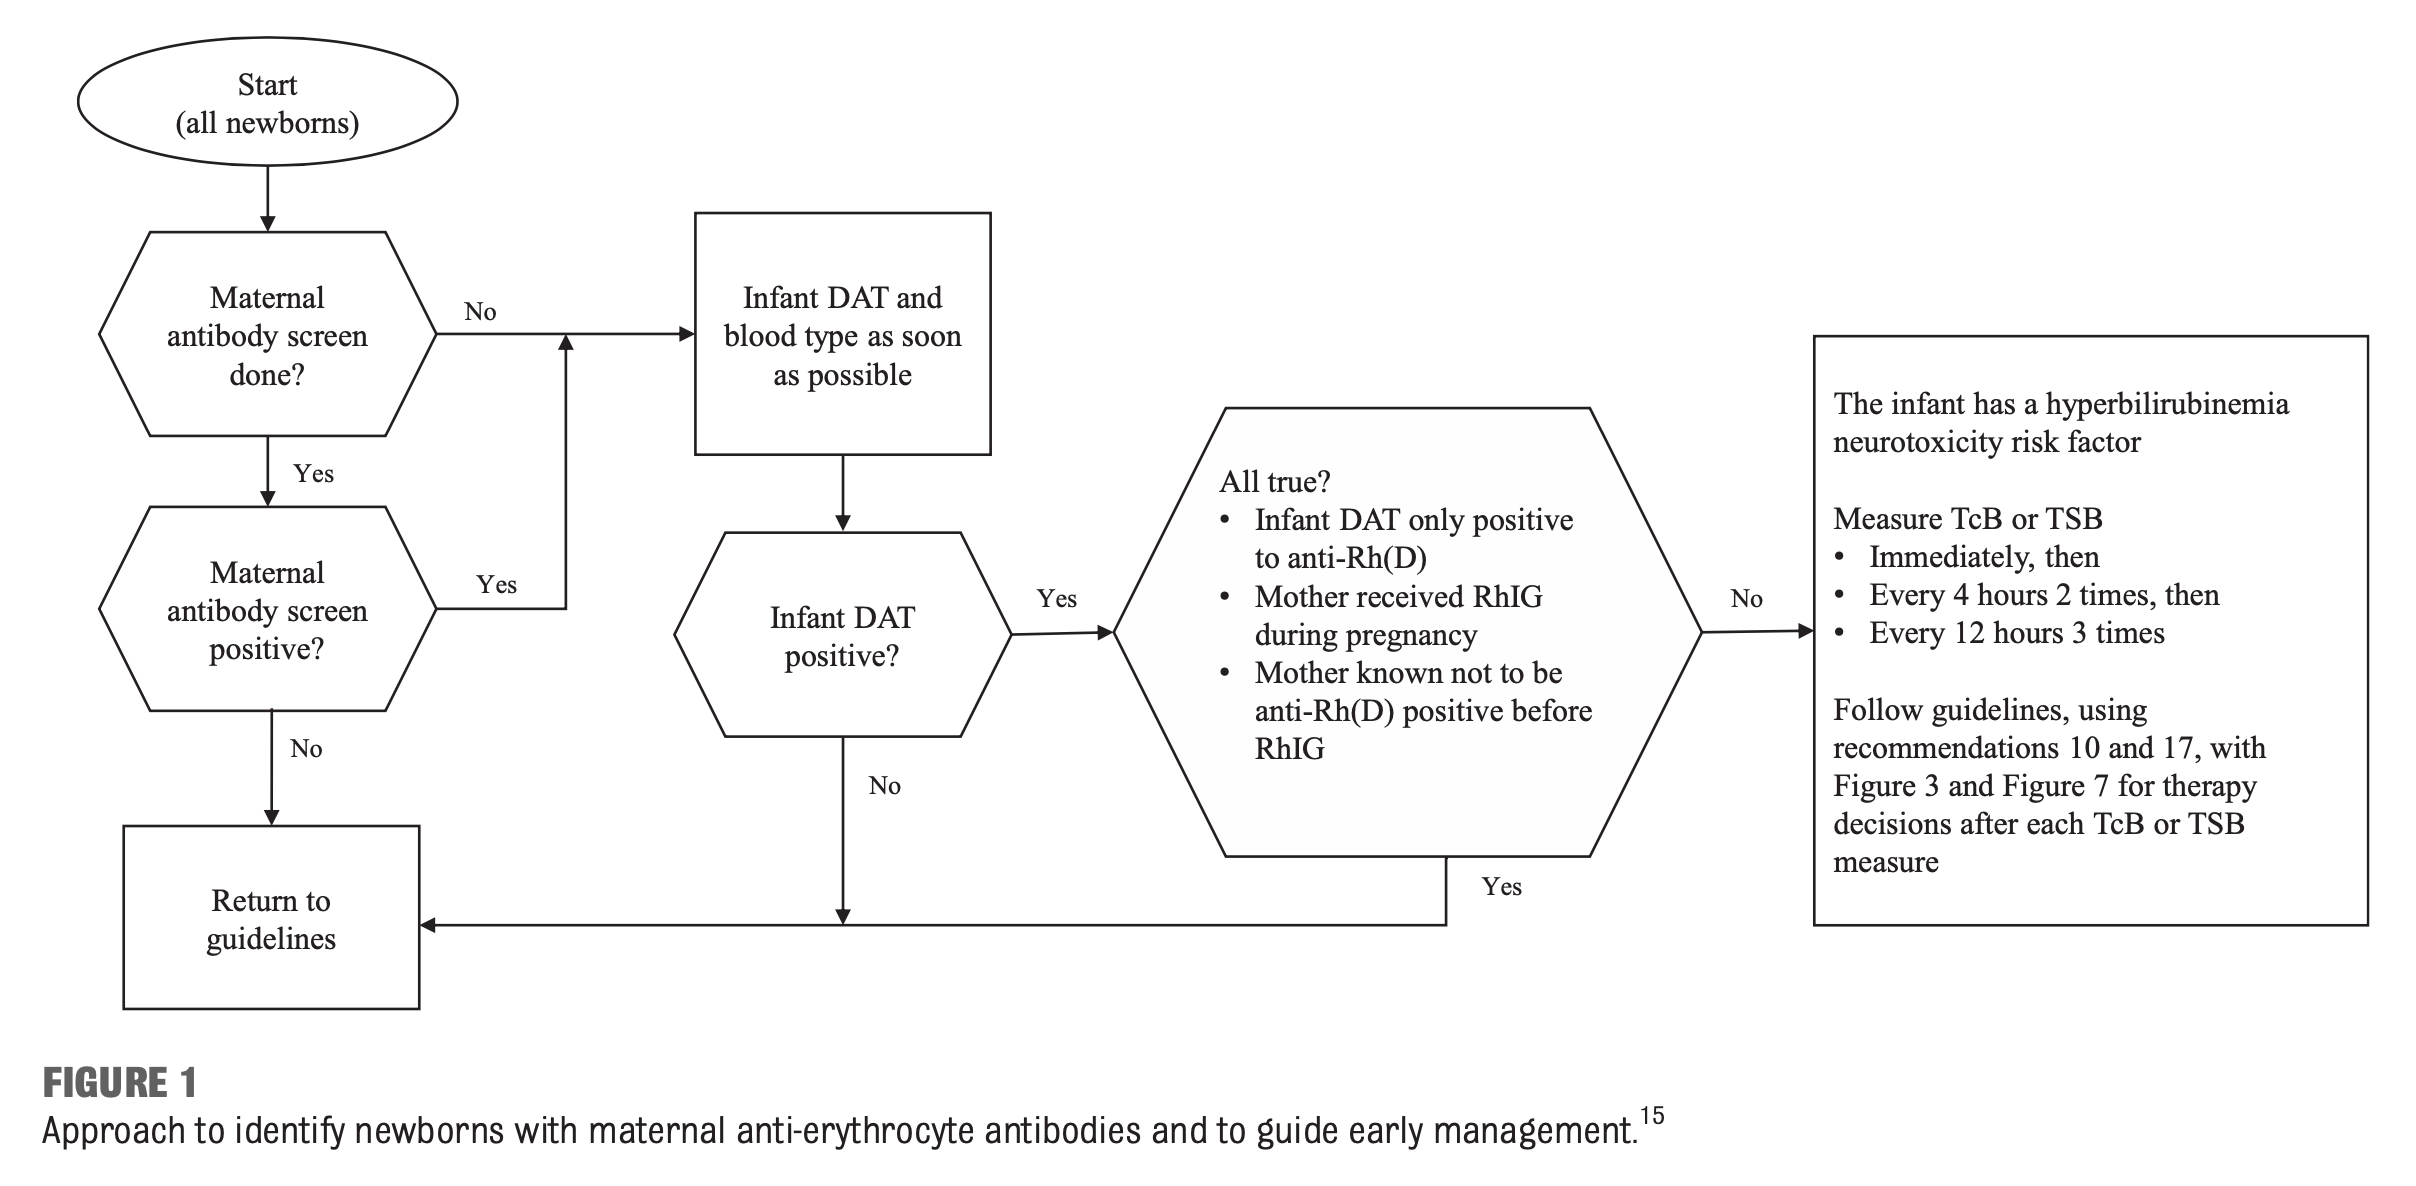 Start
(all newborns)
Maternal
antibody screen
done?
No
Yes
Maternal
antibody screen
positive?
Yes
No
Return to
guidelines
Infant DAT and
blood type as soon
as possible
Infant DAT
positive?
Yes
No
All true?
• Infant DAT only positive
to anti-Rh(D)
• Mother received RhIG
during pregnancy
• Mother known not to be
anti-Rh(D) positive before
RhIG
No
Yes
The infant has a hyperbilirubinemia
neurotoxicity risk factor
Measure TcB or TSB
• Immediately, then
• Every 4 hours 2 times, then
• Every 12 hours 3 times
Follow guidelines, using
recommendations 10 and 17, with
Figure 3 and Figure 7 for therapy
decisions after each TcB or TSB
measure
FIGURE 1
Approach to identify newborns with maternal anti-erythrocyte antibodies and to guide early management.15